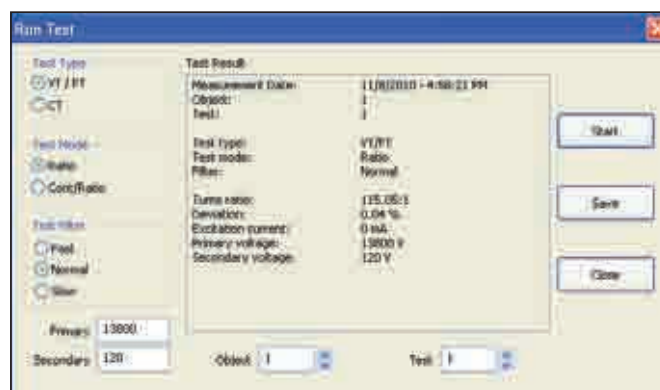 Run Test
Test Type
VT / PT
CT
Test Mode
Ratio
Cont/Ratio
Test Filter
Fast
Normal
Slow
Primary 13800
Secondary 120
Test Result
Measurement Date: 11/8/2010 - 4:58:21 PM
Object: 1
Test: 1
Test type: VT/PT
Test mode: Ratio
Filter: Normal
Turns ratio: 115.05:1
Deviation: 0.04 %
Excitation current: 0 mA
Primary voltage: 13800 V
Secondary voltage: 120 V
Object 1
Test 1
Start
Save
Close